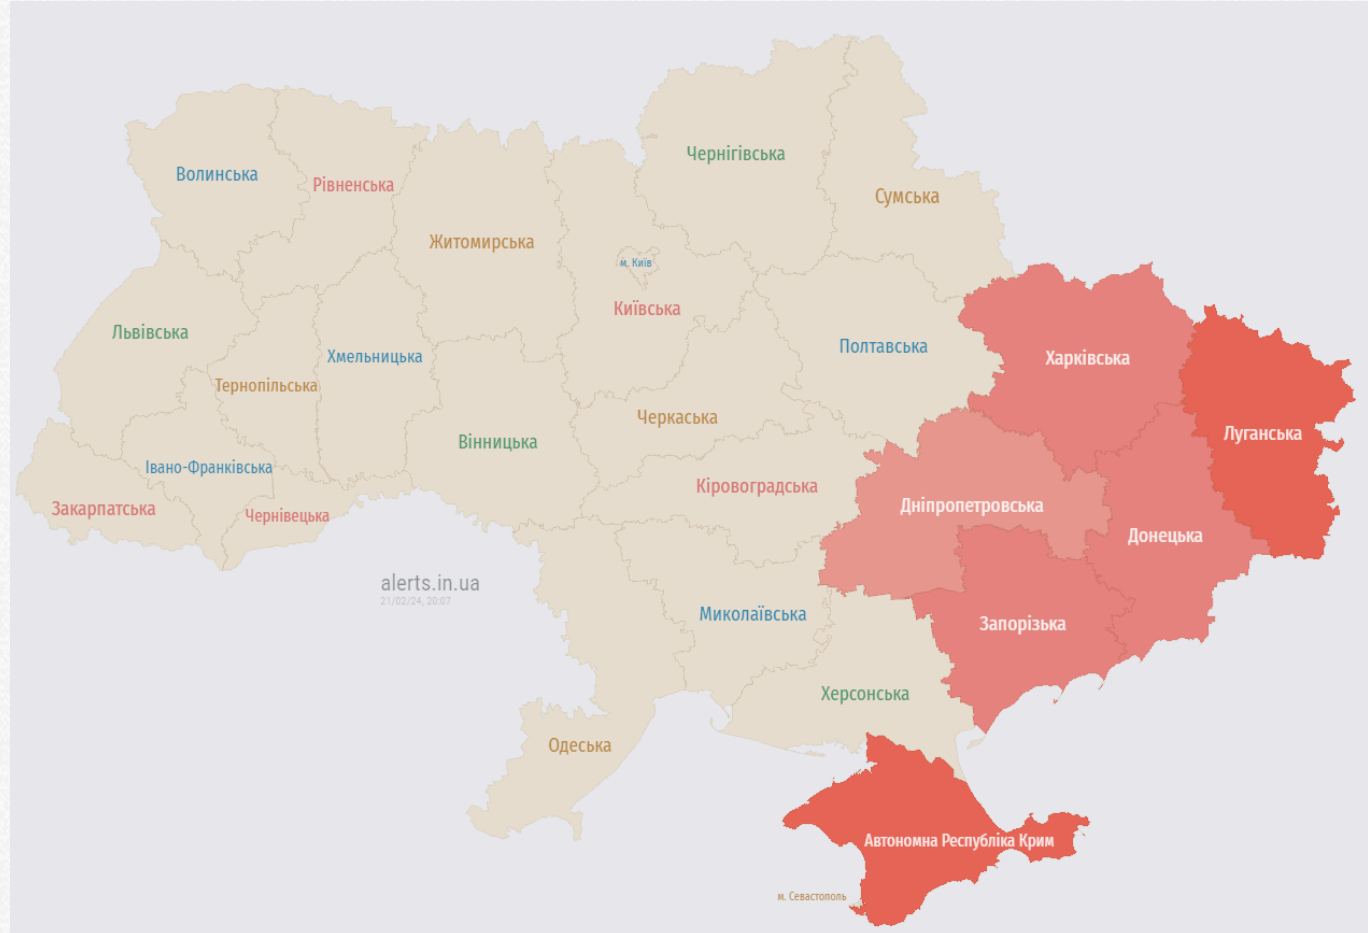 Чернігівська
Волинська
Рівненська
Сумська
Житомирська
м. Київ
Київська
Львівська
Полтавська
Хмельницька
Харківська
Тернопільська
Черкаська
Луганська
Вінницька
Івано-Франківська
Кіровоградська
Закарпатська
Чернівецька
Дніпропетровська
Донецька
alerts.in.ua
21/02/24, 20:07
Миколаївська
Запорізька
Херсонська
Одеська
Автономна Республіка Крим
м. Севастополь